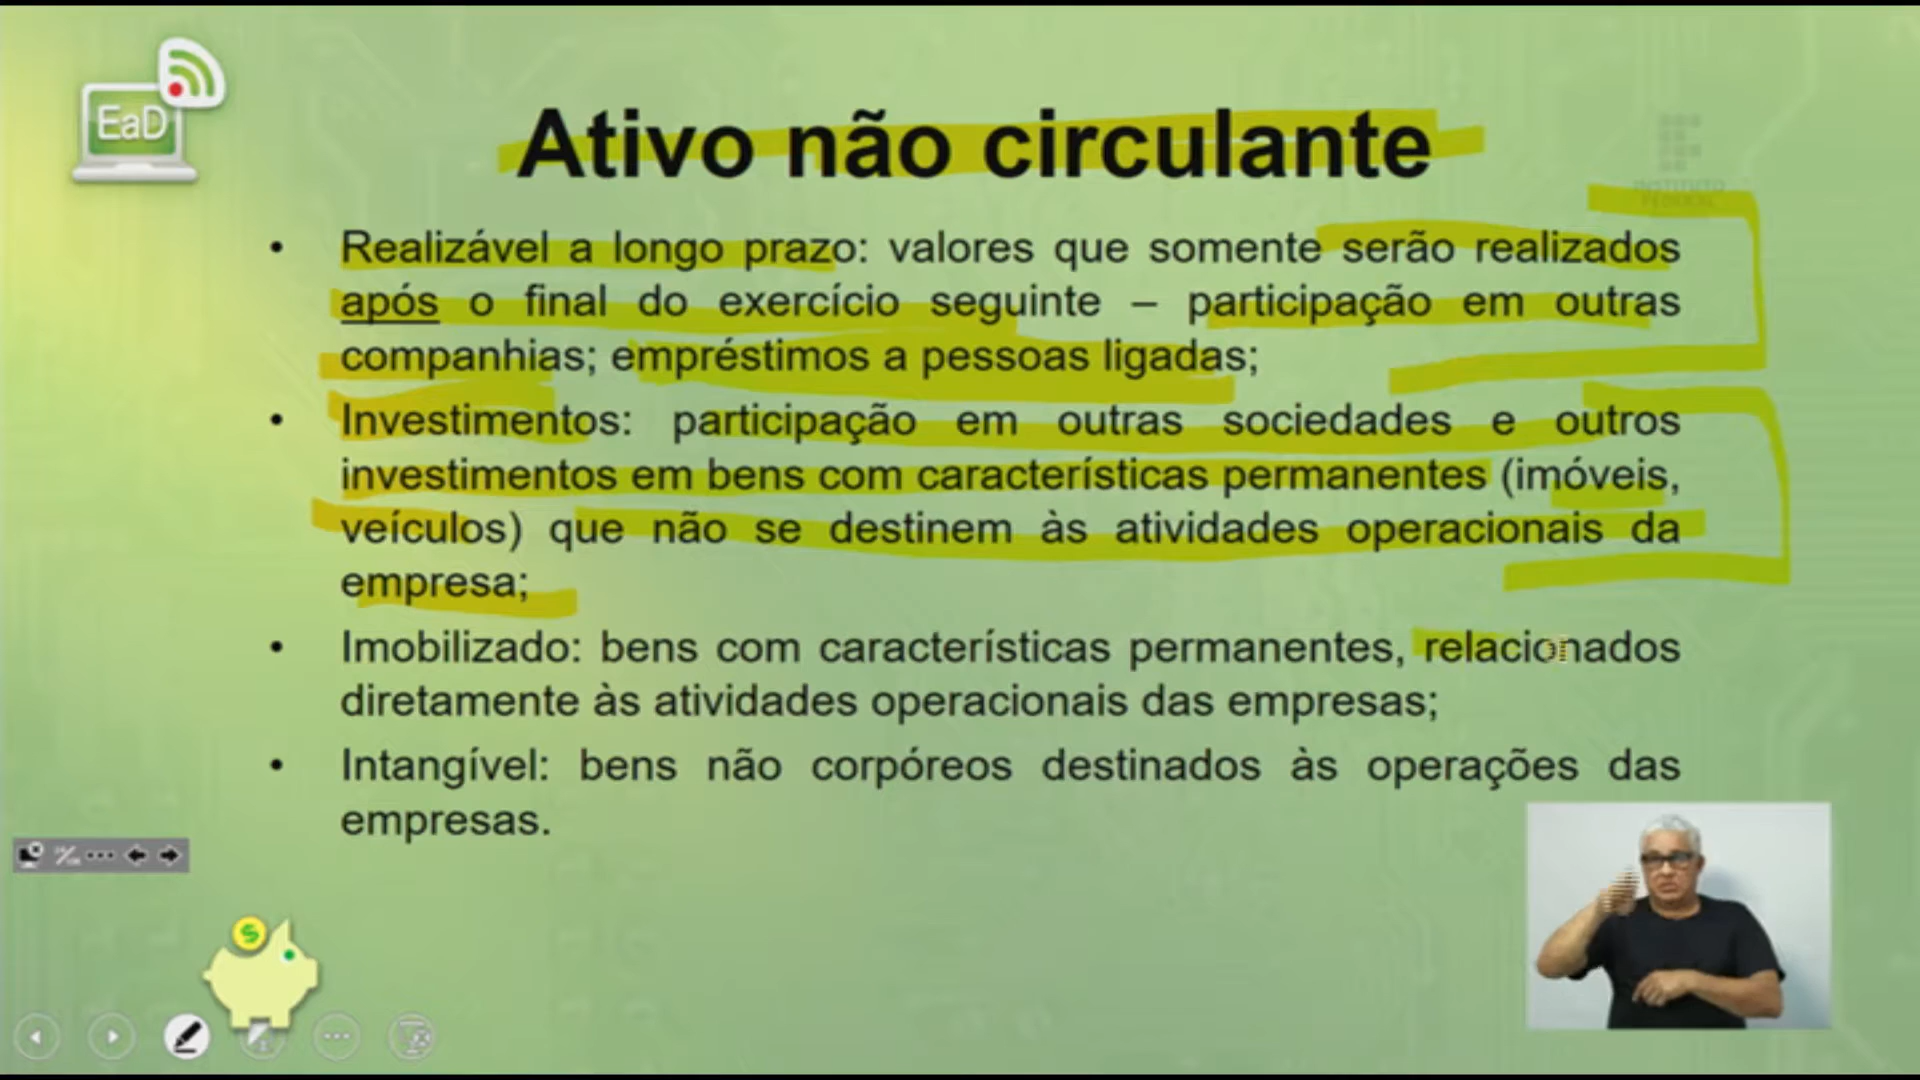 EaD
Ativo não circulante
INSTITUTO
FEDERAL
• Realizável a longo prazo: valores que somente serão realizados
após o final do exercício seguinte – participação em outras
companhias; empréstimos a pessoas ligadas;
• Investimentos: participação em outras sociedades e outros
investimentos em bens com características permanentes (imóveis,
veículos) que não se destinem às atividades operacionais da
empresa;
• Imobilizado: bens com características permanentes, relacionados
diretamente às atividades operacionais das empresas;
• Intangível: bens não corpóreos destinados às operações das
empresas.
$